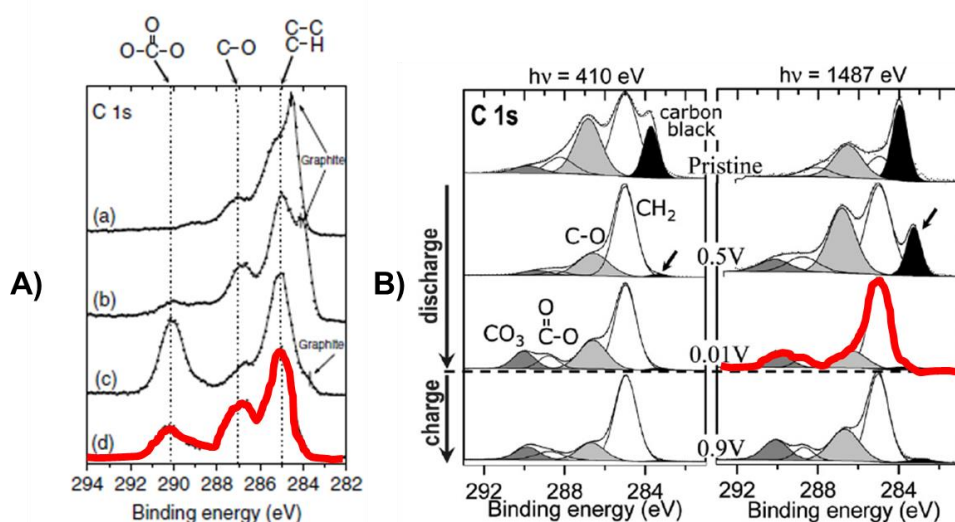 O
O-C-O
C-O
C-C
C-H
C 1s
Graphite
(a)
(b)
Graphite
(c)
(d)
294 292 290 288 286 284 282
Binding energy (eV)
A)
B)
hν = 410 eV
hν = 1487 eV
C 1s
carbon
black
Pristine
CH2
C-O
0.5V
discharge
CO3
O
C-O
0.01V
charge
0.9V
292 288 284
292 288 284
Binding energy (eV)
Binding energy (eV)